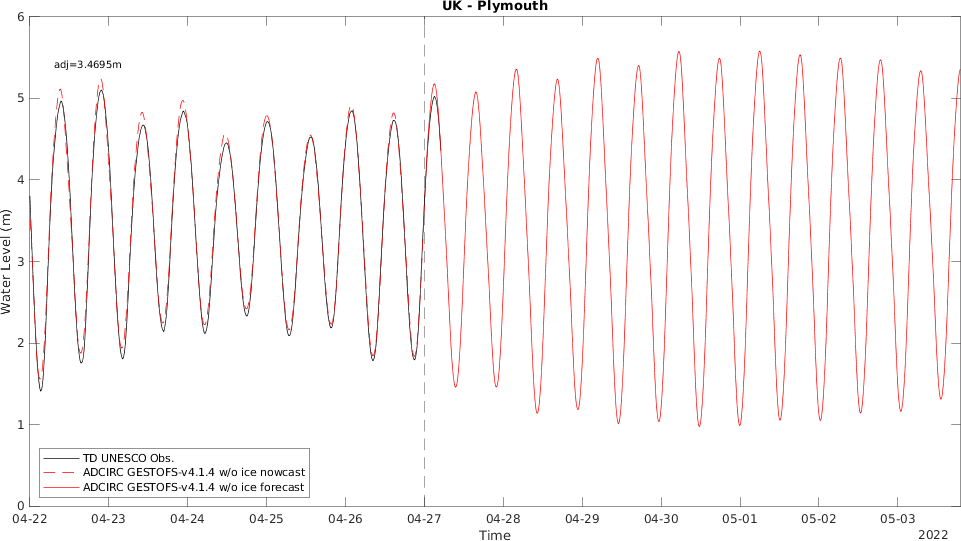 UK - Plymouth
adj=3.4695m
6
5
4
3
2
1
0
Water Level (m)
TD UNESCO Obs.
ADCIRC GESTOFS-v4.1.4 w/o ice nowcast
ADCIRC GESTOFS-v4.1.4 w/o ice forecast
04-22 04-23 04-24 04-25 04-26 04-27 04-28 04-29 04-30 05-01 05-02 05-03
Time
2022